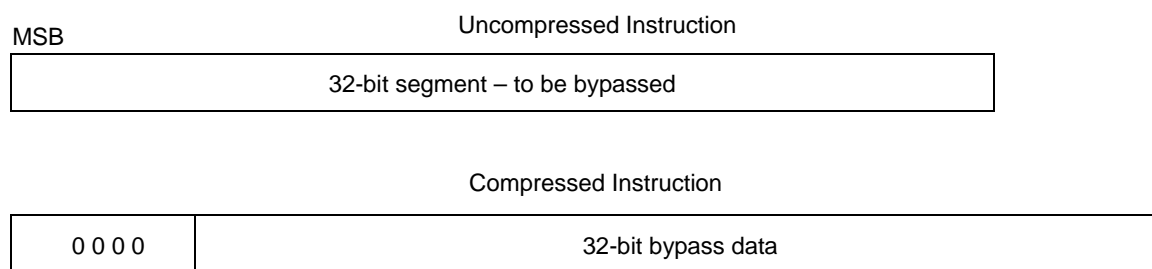 Uncompressed Instruction
MSB
32-bit segment – to be bypassed
Compressed Instruction
0 0 0 0 32-bit bypass data